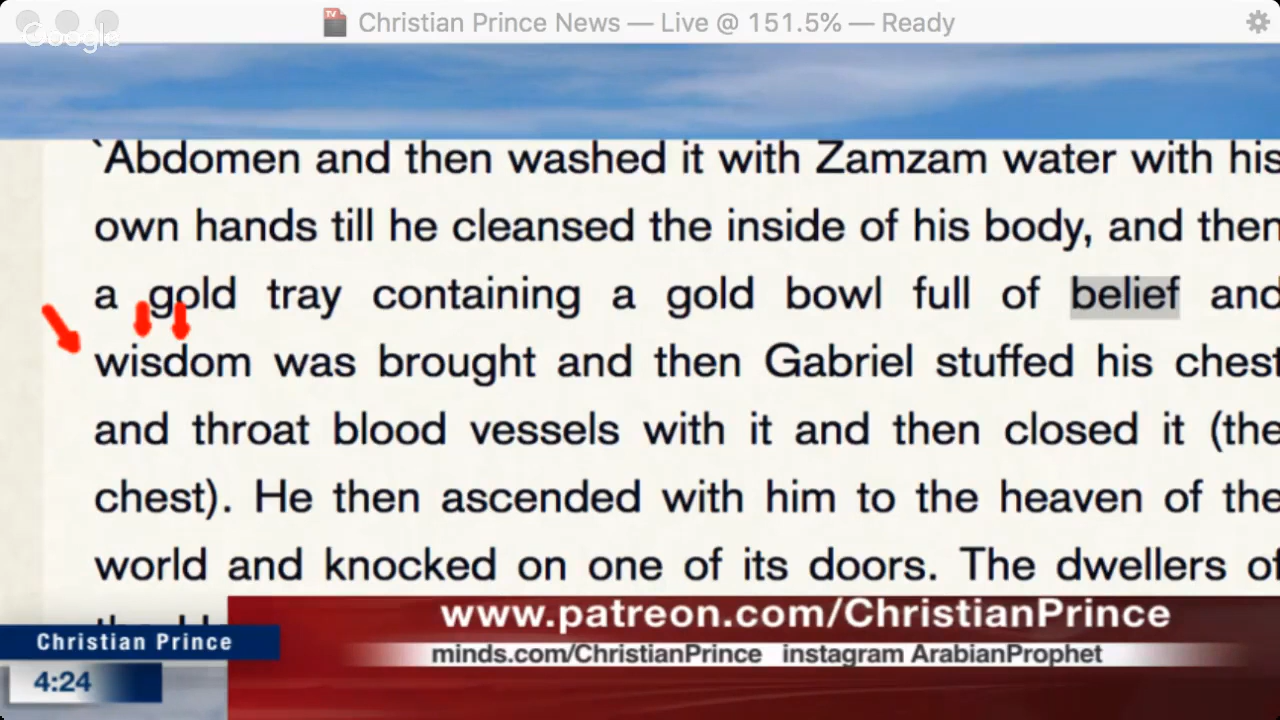 Christian Prince News — Live @ 151.5% — Ready
Google
`Abdomen and then washed it with Zamzam water with his
own hands till he cleansed the inside of his body, and then
a gold tray containing a gold bowl full of belief and
wisdom was brought and then Gabriel stuffed his chest
and throat blood vessels with it and then closed it (the
chest). He then ascended with him to the heaven of the
world and knocked on one of its doors. The dwellers of
www.patreon.com/ChristianPrince
Christian Prince
minds.com/ChristianPrince instagram ArabianProphet
4:24